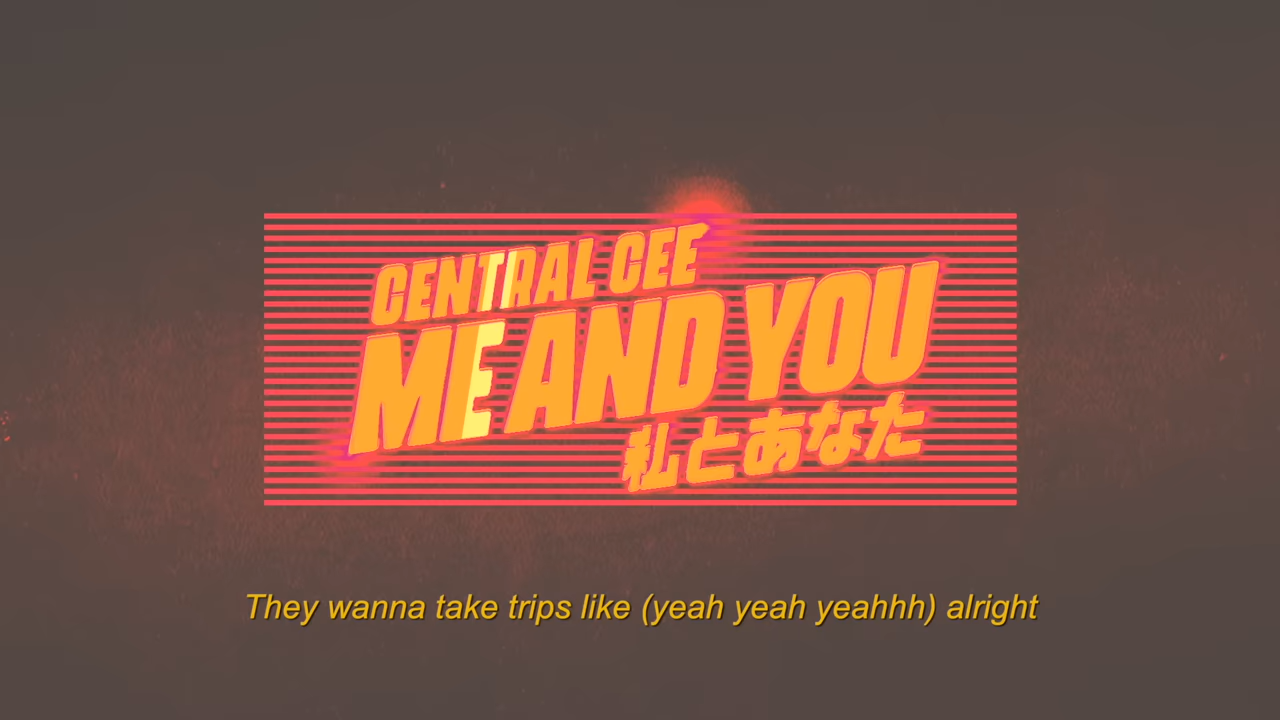 CENTRAL CEE
ME AND YOU
私とあなた
They wanna take trips like (yeah yeah yeahhh) alright